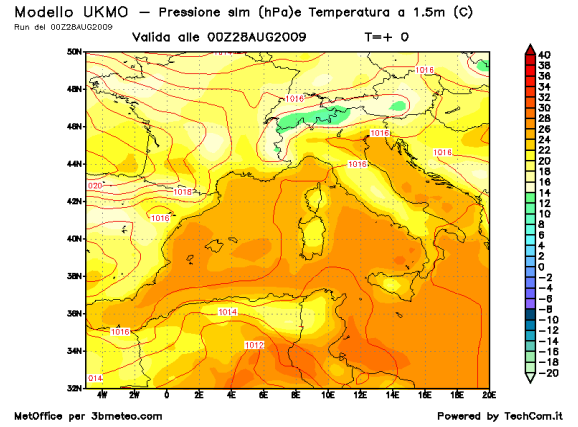 Modello UKMO — Pressione slm (hPa)e Temperatura a 1.5m (C)
Run del 00Z28AUG2009
Valida alle 00Z28AUG2009 T=+ 0
50N
48N
46N
44N
42N
40N
38N
36N
34N
32N
4W 2W 0 2E 4E 6E 8E 10E 12E 14E 16E 18E 20E
1014
1016
1016
1016
1016
1016
1016
020
1018
1016
1014
1016
1012
014
40
38
36
34
32
30
28
26
24
22
20
18
16
14
12
10
8
6
4
2
0
−2
−4
−6
−8
−10
−12
−14
−16
−18
−20
MetOffice per 3bmeteo.com
Powered by TechCom.it